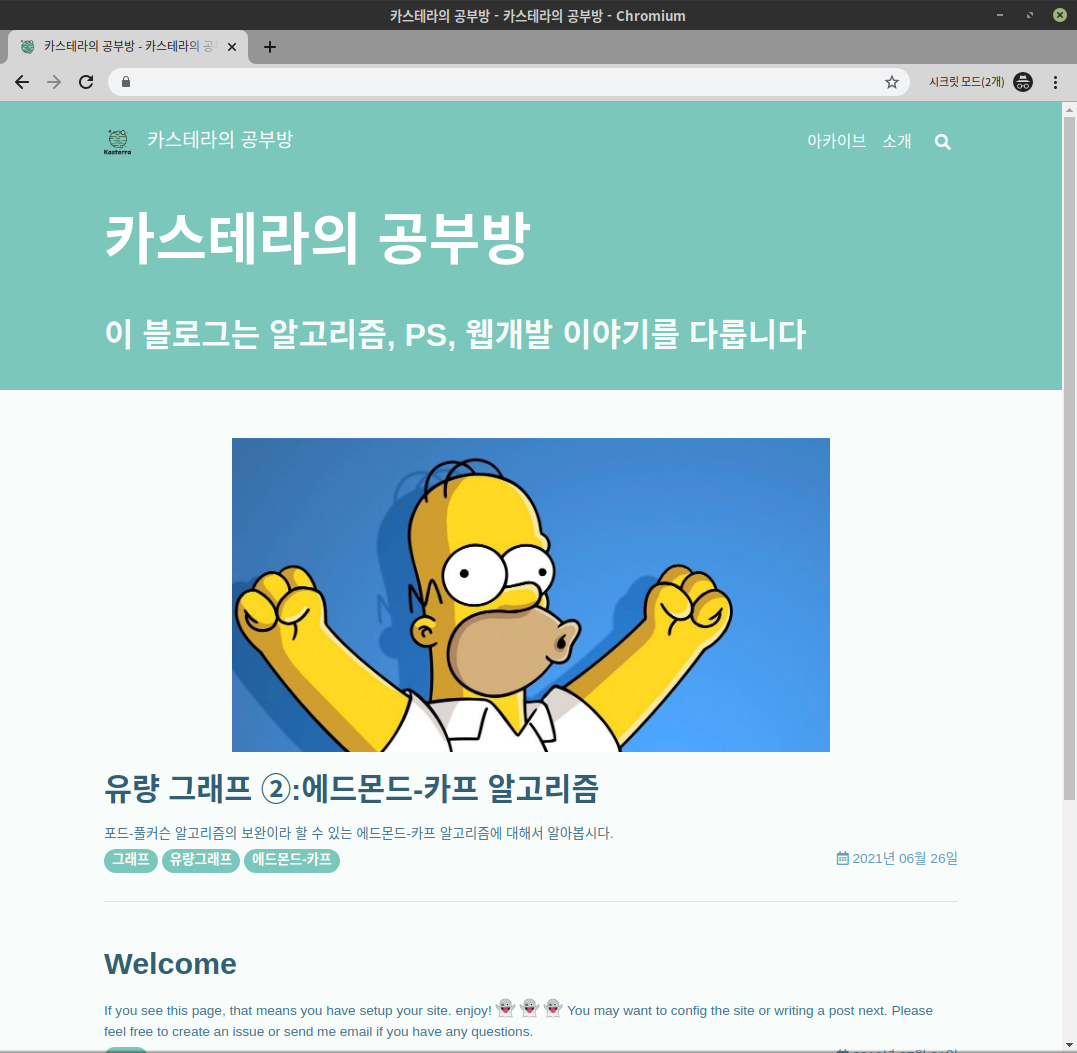 카스테라의 공부방 - 카스테라의 공부방 - Chromium
카스테라의 공부방 - 카스테라의 공
시크릿 모드(2개)
Kasterra
카스테라의 공부방
아카이브 소개
카스테라의 공부방
이 블로그는 알고리즘, PS, 웹개발 이야기를 다룹니다
유량 그래프 ②:에드몬드-카프 알고리즘
포드-풀커슨 알고리즘의 보완이라 할 수 있는 에드몬드-카프 알고리즘에 대해서 알아봅시다.
그래프 유량그래프 에드몬드-카프
2021년 06월 26일
Welcome
If you see this page, that means you have setup your site. enjoy! 👻 👻 👻 You may want to config the site or writing a post next. Please
feel free to create an issue or send me email if you have any questions.